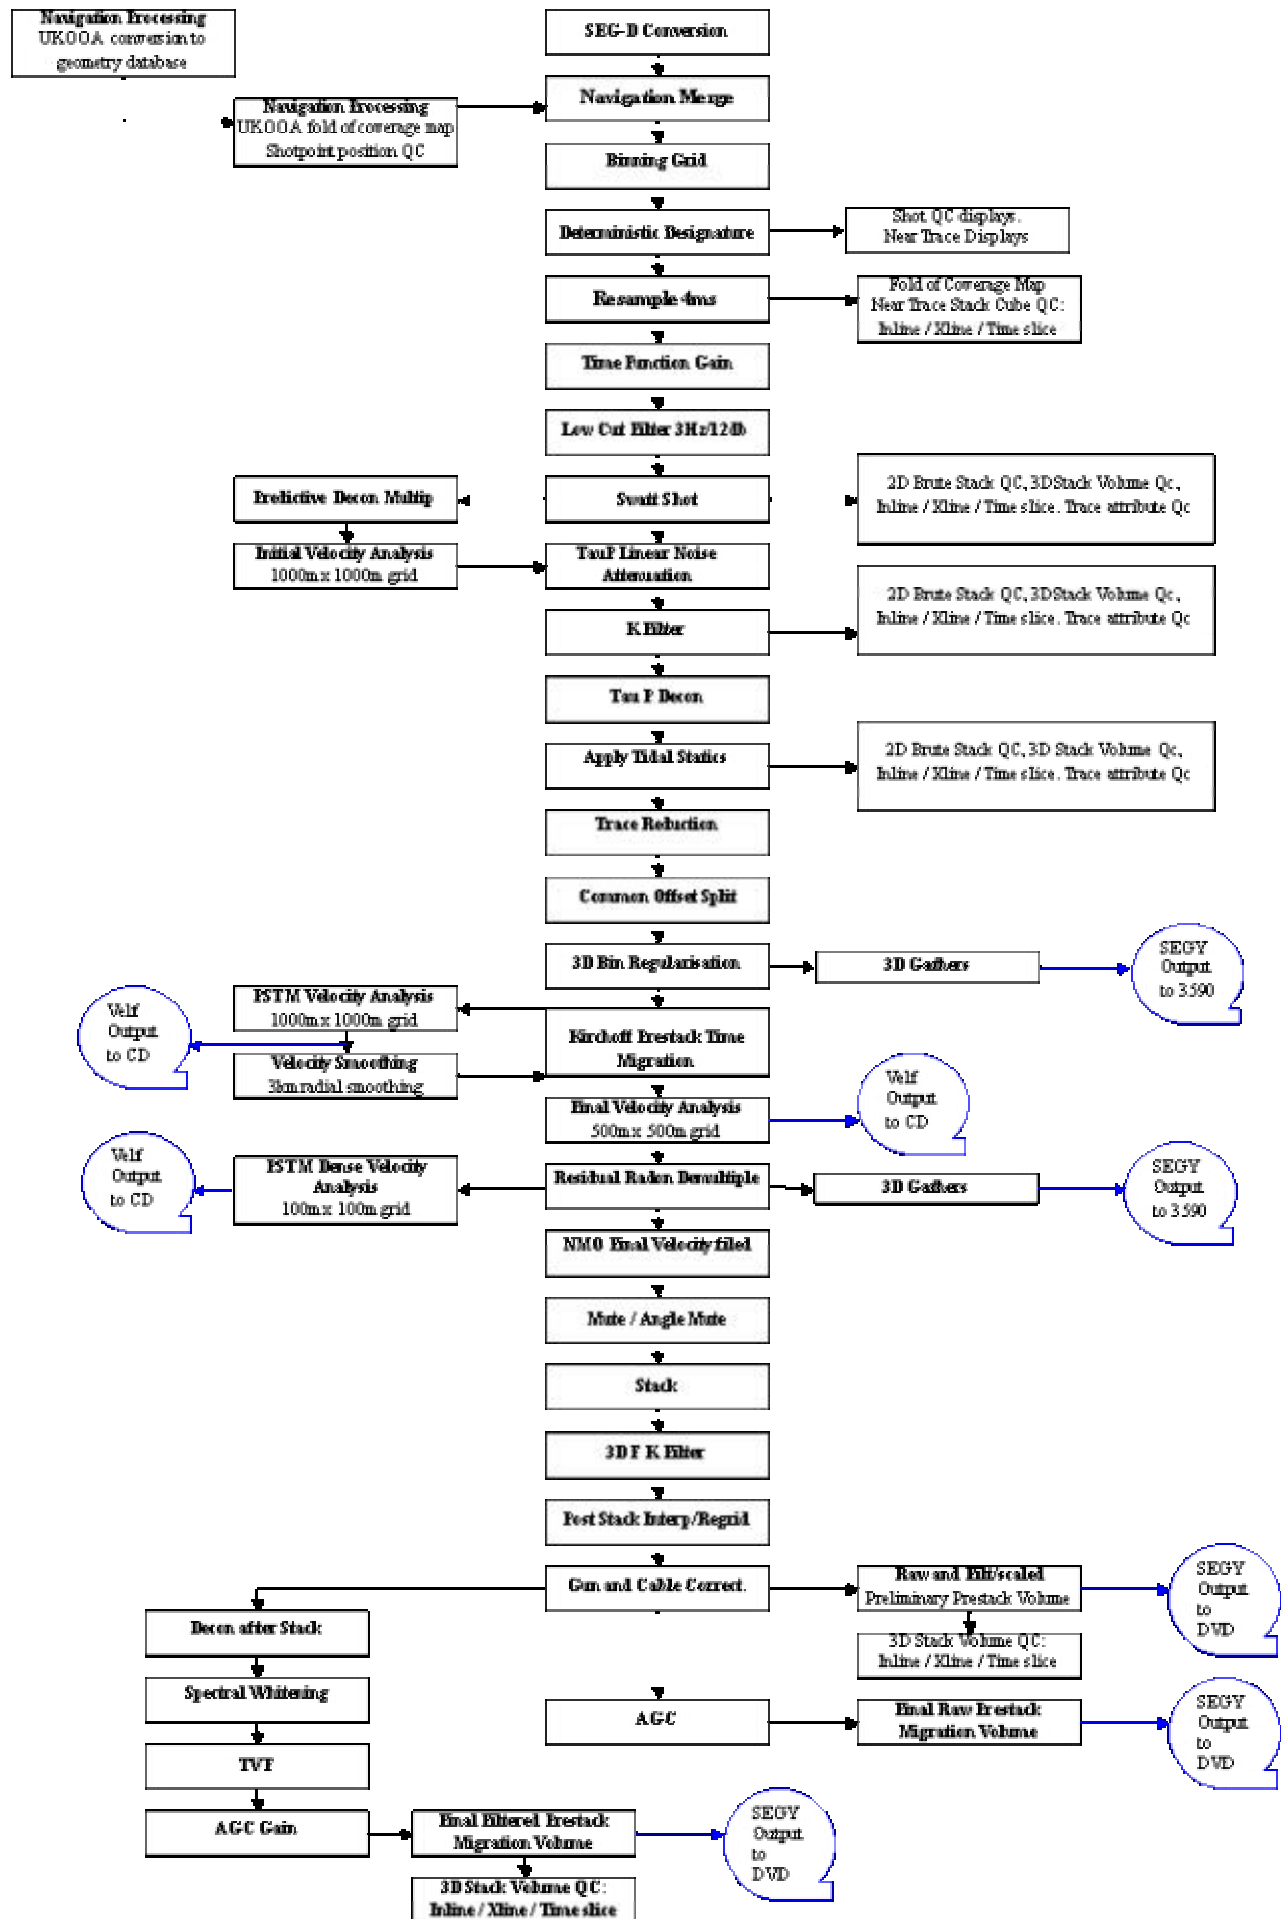 Navigation Processing
UKOOA conversion to
geometry database
SEG-D Conversion
Navigation Merge
Navigation Processing
UKOOA fold of coverage map
Shotpoint position QC
Binning Grid
Deterministic Designature
Shot QC displays.
Near Trace Displays
Resample 4ms
Fold of Coverage Map
Near Trace Stack Cube QC:
Inline / Xline / Time slice
Time Function Gain
Low Cut Filter 3Hz/12db
Predictive Decon Multip
Swatt Shot
2D Brute Stack QC, 3DStack Volume Qc,
Inline / Xline / Time slice. Trace attribute Qc
Initial Velocity Analysis
1000m x 1000m grid
TauP Linear Noise
Attenuation
K Filter
2D Brute Stack QC, 3DStack Volume Qc,
Inline / Xline / Time slice. Trace attribute Qc
Tau P Decon
Apply Tidal Statics
2D Brute Stack QC, 3D Stack Volume Qc,
Inline / Xline / Time slice. Trace attribute Qc
Trace Reduction
Common Offset Split
3D Bin Regularisation
3D Gathers
SEGY
Output
to 3590
PSTM Velocity Analysis
1000m x 1000m grid
Velf
Output
to CD
Kirchoff Prestack Time
Migration
Velocity Smoothing
3km radial smoothing
Final Velocity Analysis
500m x 500m grid
Velf
Output
to CD
Velf
Output
to CD
PSTM Dense Velocity
Analysis
100m x 100m grid
Residual Radon Demultiple
3D Gathers
SEGY
Output
to 3590
NMO Final Velocity filed
Mute / Angle Mute
Stack
3D F K Filter
Post Stack Interp/Regrid
Gun and Cable Correct.
Raw and Filt/scaled
Preliminary Prestack Volume
SEGY
Output
to
DVD
Decon after Stack
3D Stack Volume QC:
Inline / Xline / Time slice
Spectral Whitening
AGC
Final Raw Prestack
Migration Volume
SEGY
Output
to
DVD
TVF
AGC Gain
Final Filtered Prestack
Migration Volume
SEGY
Output
to
DVD
3D Stack Volume QC:
Inline / Xline / Time slice